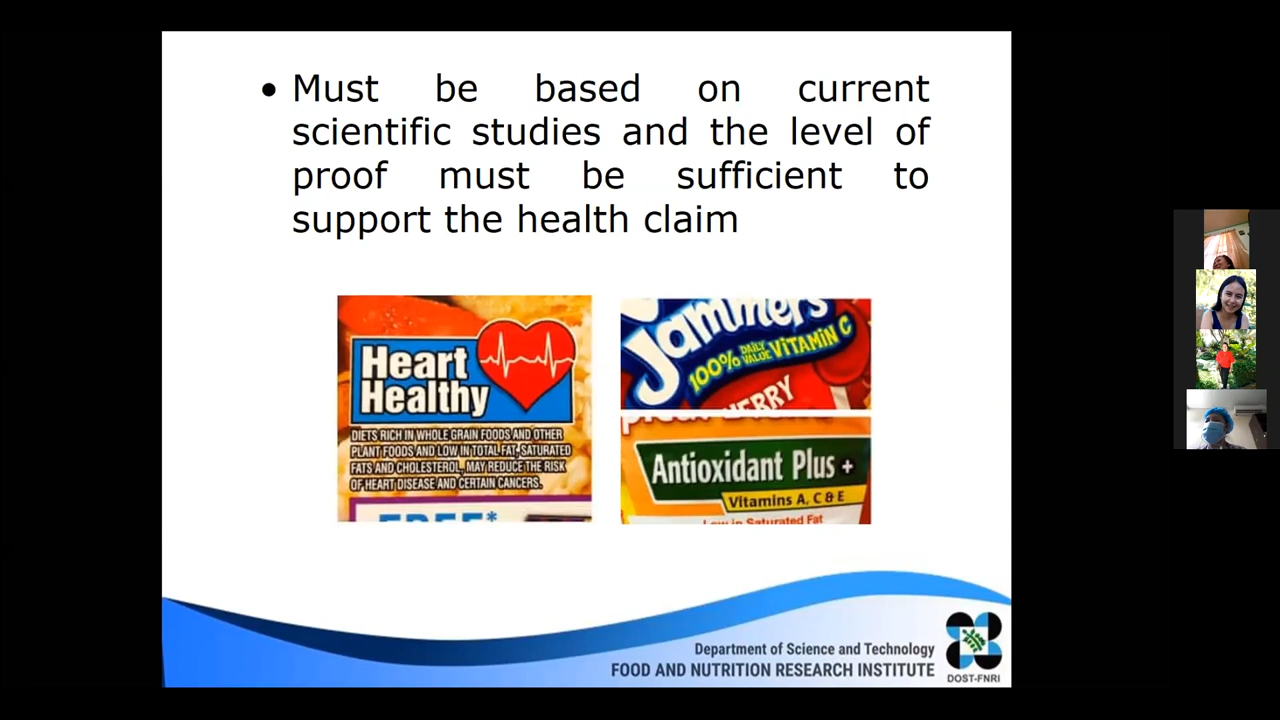 • Must be based on current
scientific studies and the level of
proof must be sufficient to
support the health claim
Heart
Healthy
DIETS RICH IN WHOLE GRAIN FOODS AND OTHER
PLANT FOODS AND LOW IN TOTAL FAT, SATURATED
FATS AND CHOLESTEROL, MAY REDUCE THE RISK
OF HEART DISEASE AND CERTAIN CANCERS.
FREE*
Jammers
100% DAILY VALUE VITAMIN C
Antioxidant Plus +
Vitamins A, C & E
Low in Saturated Fat
Department of Science and Technology
FOOD AND NUTRITION RESEARCH INSTITUTE
DOST-FNRI